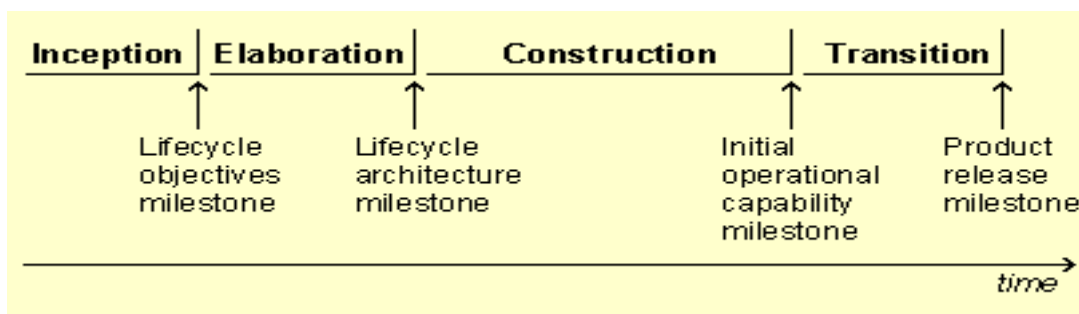 Inception Elaboration Construction Transition
Lifecycle objectives milestone
Lifecycle architecture milestone
Initial operational capability milestone
Product release milestone
time